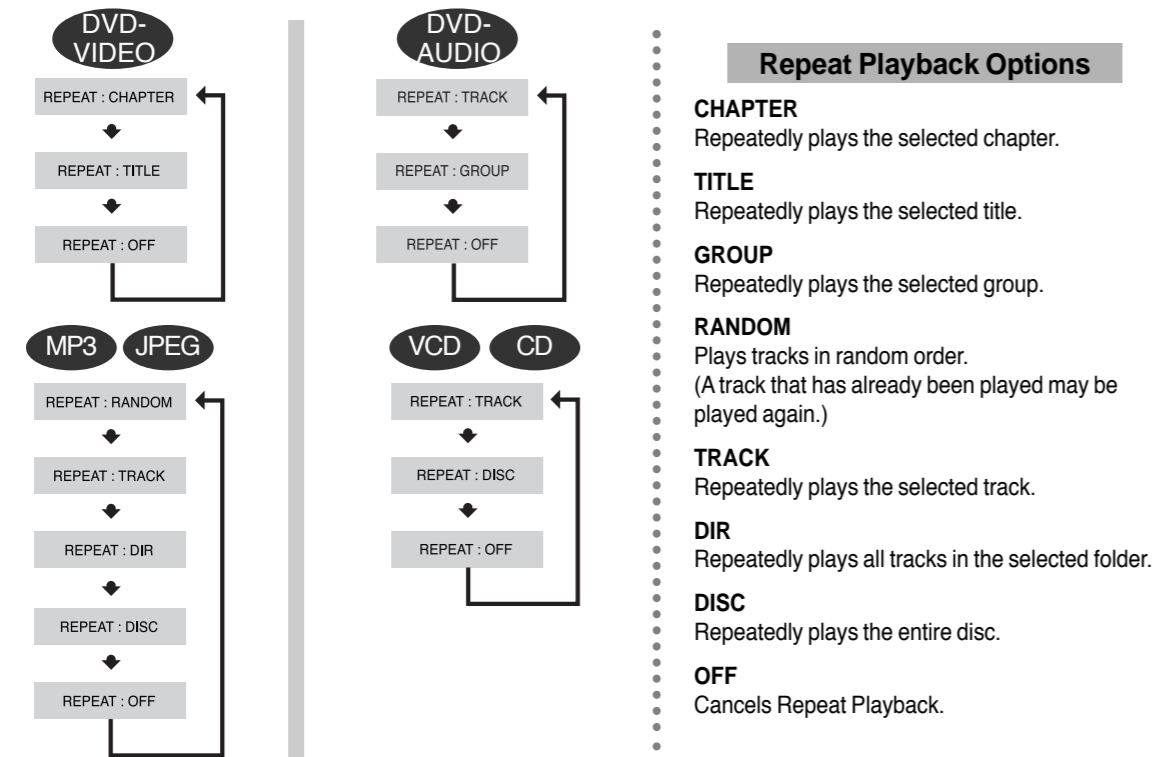 DVD-
VIDEO
REPEAT : CHAPTER
REPEAT : TITLE
REPEAT : OFF
MP3 JPEG
REPEAT : RANDOM
REPEAT : TRACK
REPEAT : DIR
REPEAT : DISC
REPEAT : OFF
DVD-
AUDIO
REPEAT : TRACK
REPEAT : GROUP
REPEAT : OFF
VCD CD
REPEAT : TRACK
REPEAT : DISC
REPEAT : OFF
Repeat Playback Options
CHAPTER
Repeatedly plays the selected chapter.
TITLE
Repeatedly plays the selected title.
GROUP
Repeatedly plays the selected group.
RANDOM
Plays tracks in random order.
(A track that has already been played may be
played again.)
TRACK
Repeatedly plays the selected track.
DIR
Repeatedly plays all tracks in the selected folder.
DISC
Repeatedly plays the entire disc.
OFF
Cancels Repeat Playback.